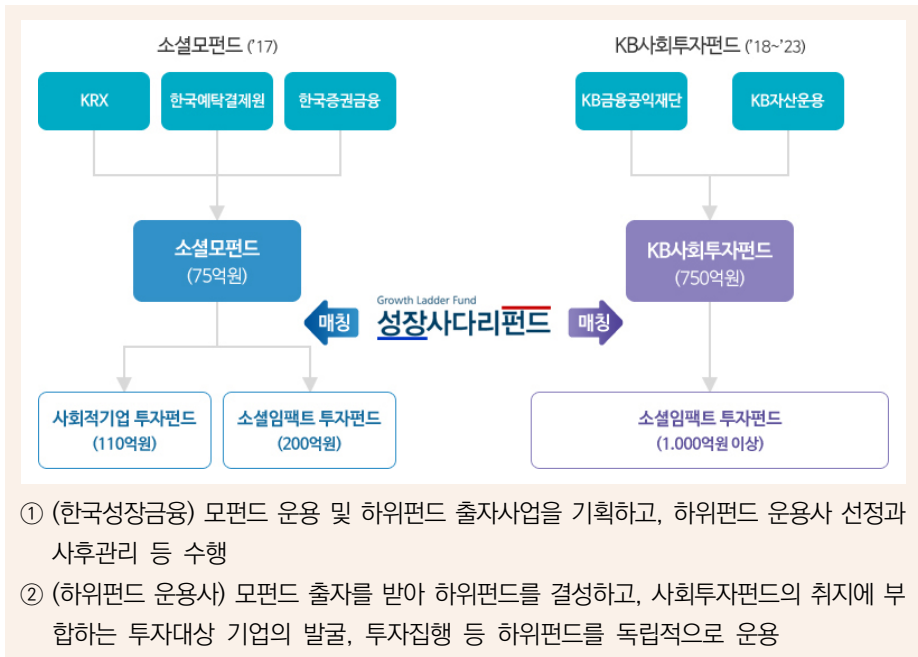 소셜모펀드 ('17)
KB사회투자펀드 ('18~'23)
KRX
한국예탁결제원
한국증권금융
KB금융공익재단
KB자산운용
소셜모펀드
(75억원)
KB사회투자펀드
(750억원)
매칭
Growth Ladder Fund
성장사다리펀드
매칭
사회적기업 투자펀드
(110억원)
소셜임팩트 투자펀드
(200억원)
소셜임팩트 투자펀드
(1.000억원 이상)
① (한국성장금융) 모펀드 운용 및 하위펀드 출자사업을 기획하고, 하위펀드 운용사 선정과
사후관리 등 수행
② (하위펀드 운용사) 모펀드 출자를 받아 하위펀드를 결성하고, 사회투자펀드의 취지에 부
합하는 투자대상 기업의 발굴, 투자집행 등 하위펀드를 독립적으로 운용